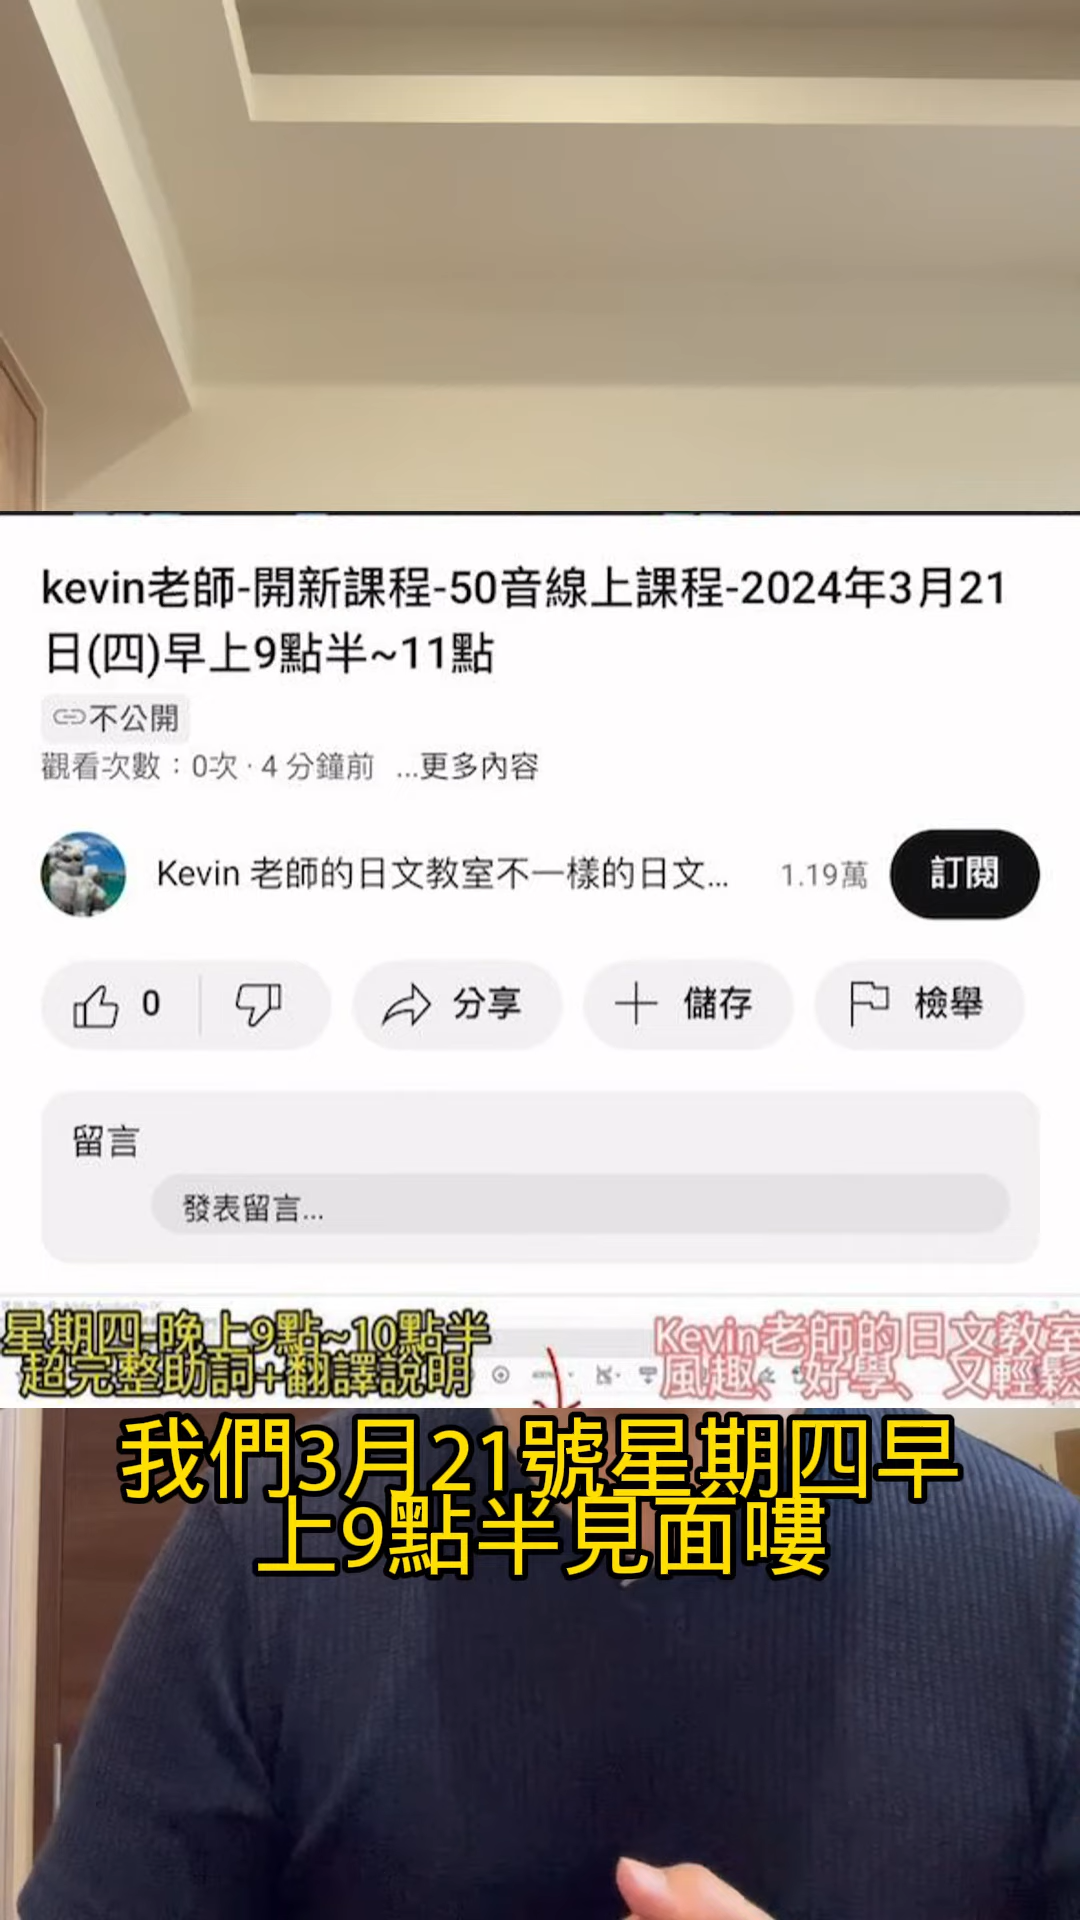 kevin老師-開新課程-50音線上課程-2024年3月21
日(四)早上9點半~11點
不公開
觀看次數：0次 · 4 分鐘前 ...更多內容
Kevin 老師的日文教室不一樣的日文... 1.19萬 訂閱
0 分享 儲存 檢舉
留言
發表留言...
星期四-晚上9點~10點半
超完整助詞+翻譯說明
Kevin老師的日文教室
風趣、好學、又輕鬆
我們3月21號星期四早
上9點半見面嘍